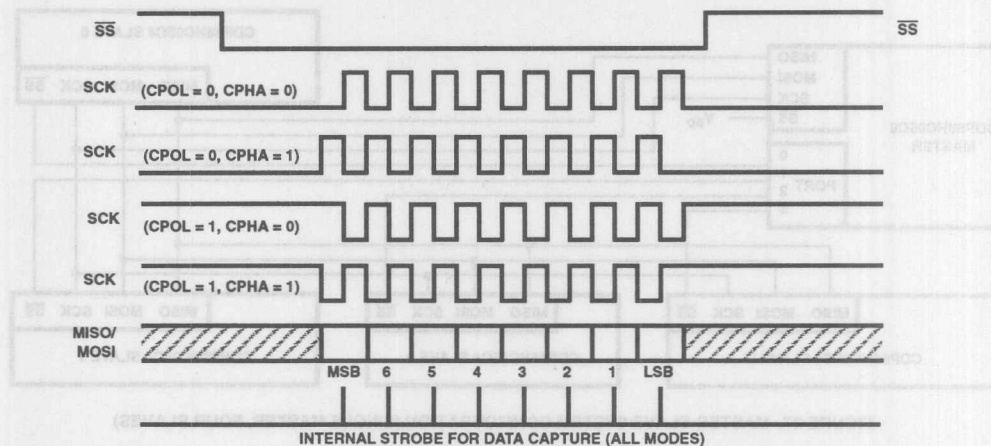 SS SS
SCK (CPOL = 0, CPHA = 0)
SCK (CPOL = 0, CPHA = 1)
SCK (CPOL = 1, CPHA = 0)
SCK (CPOL = 1, CPHA = 1)
MISO/
MOSI
MSB 6 5 4 3 2 1 LSB
INTERNAL STROBE FOR DATA CAPTURE (ALL MODES)